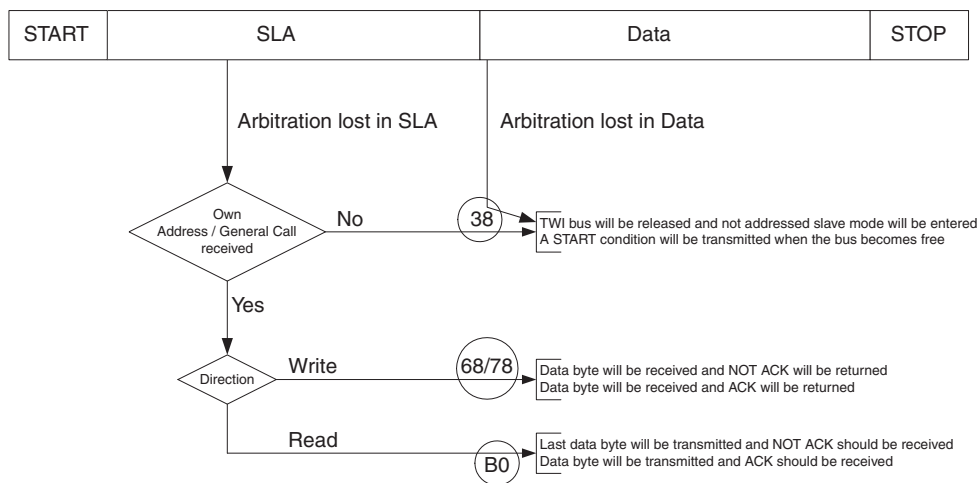 START SLA Data STOP
Arbitration lost in SLA Arbitration lost in Data
Own
Address / General Call
received
No
38
TWI bus will be released and not addressed slave mode will be entered
A START condition will be transmitted when the bus becomes free
Yes
Direction
Write
68/78
Data byte will be received and NOT ACK will be returned
Data byte will be received and ACK will be returned
Read
B0
Last data byte will be transmitted and NOT ACK should be received
Data byte will be transmitted and ACK should be received